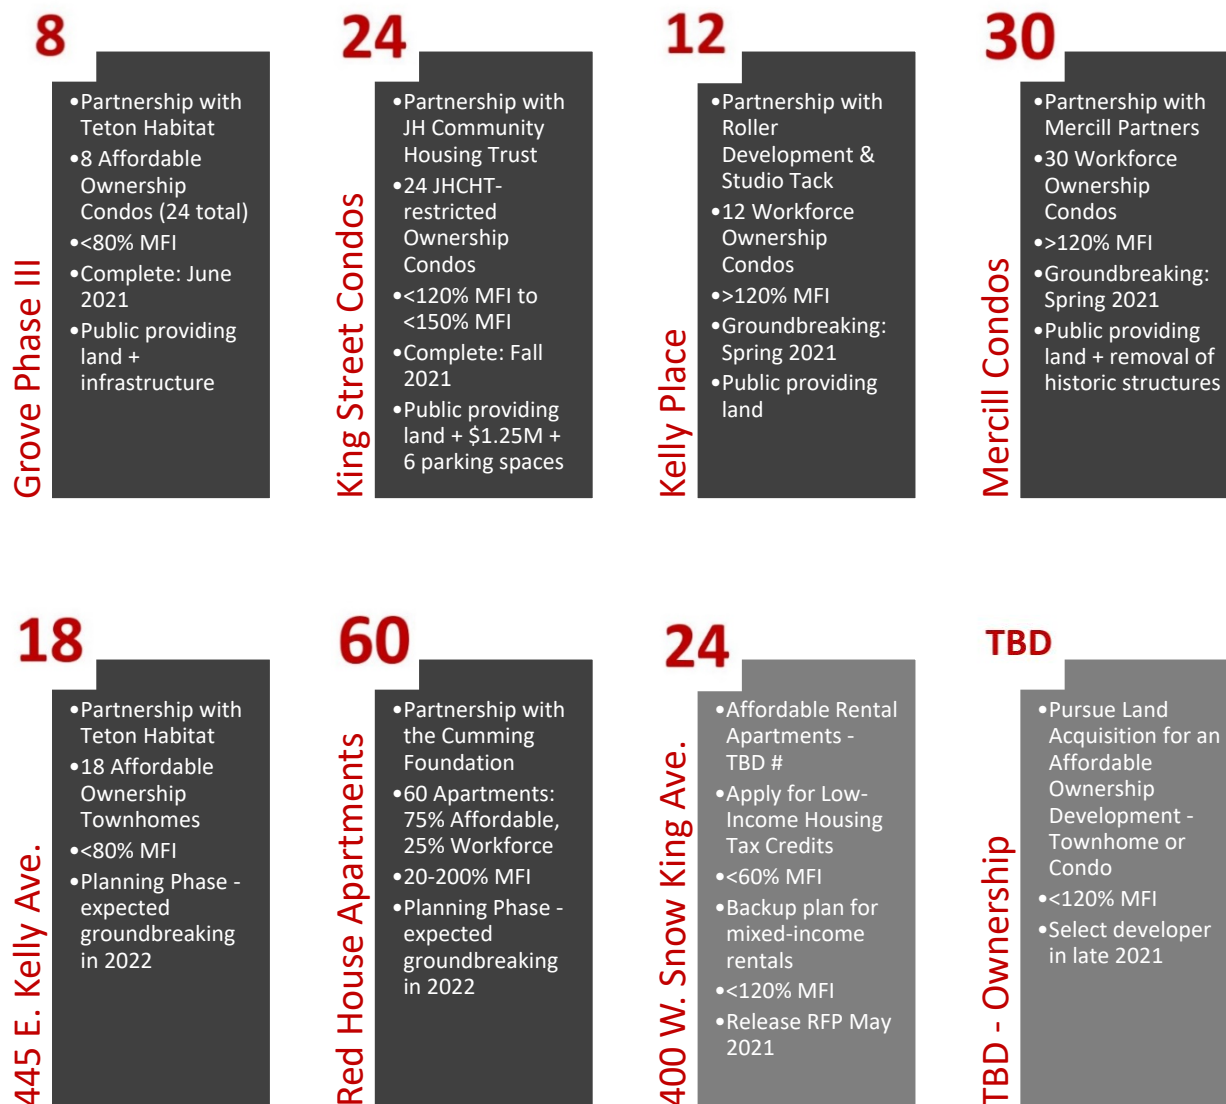 8
Grove Phase III
•Partnership with
Teton Habitat
•8 Affordable
Ownership
Condos (24 total)
•<80% MFI
•Complete: June
2021
•Public providing
land +
infrastructure
24
King Street Condos
•Partnership with
JH Community
Housing Trust
•24 JHCHT-
restricted
Ownership
Condos
•<120% MFI to
<150% MFI
•Complete: Fall
2021
•Public providing
land + $1.25M +
6 parking spaces
12
Kelly Place
•Partnership with
Roller
Development &
Studio Tack
•12 Workforce
Ownership
Condos
•>120% MFI
•Groundbreaking:
Spring 2021
•Public providing
land
30
Mercill Condos
•Partnership with
Mercill Partners
•30 Workforce
Ownership
Condos
•>120% MFI
•Groundbreaking:
Spring 2021
•Public providing
land + removal of
historic structures
18
445 E. Kelly Ave.
•Partnership with
Teton Habitat
•18 Affordable
Ownership
Townhomes
•<80% MFI
•Planning Phase -
expected
groundbreaking
in 2022
60
Red House Apartments
•Partnership with
the Cumming
Foundation
•60 Apartments:
75% Affordable,
25% Workforce
•20-200% MFI
•Planning Phase -
expected
groundbreaking
in 2022
24
400 W. Snow King Ave.
•Affordable Rental
Apartments -
TBD #
•Apply for Low-
Income Housing
Tax Credits
•<60% MFI
•Backup plan for
mixed-income
rentals
•<120% MFI
•Release RFP May
2021
TBD
TBD - Ownership
•Pursue Land
Acquisition for an
Affordable
Ownership
Development -
Townhome or
Condo
•<120% MFI
•Select developer
in late 2021